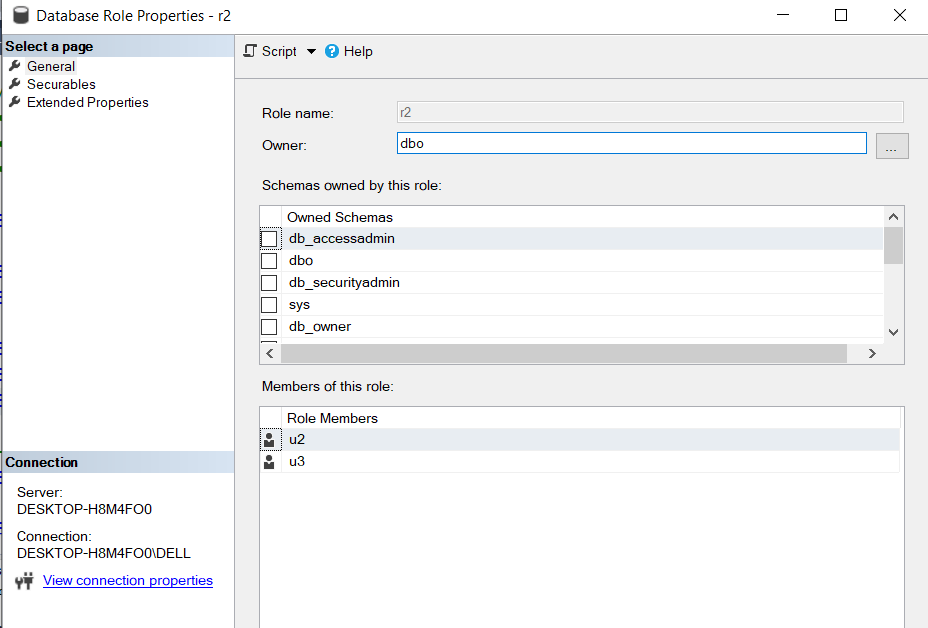 Database Role Properties - r2
Select a page
General
Securables
Extended Properties
Script
Help
Role name:
r2
Owner:
dbo
...
Schemas owned by this role:
Owned Schemas
db_accessadmin
dbo
db_securityadmin
sys
db_owner
Members of this role:
Role Members
u2
u3
Connection
Server:
DESKTOP-H8M4FO0
Connection:
DESKTOP-H8M4FO0\DELL
View connection properties